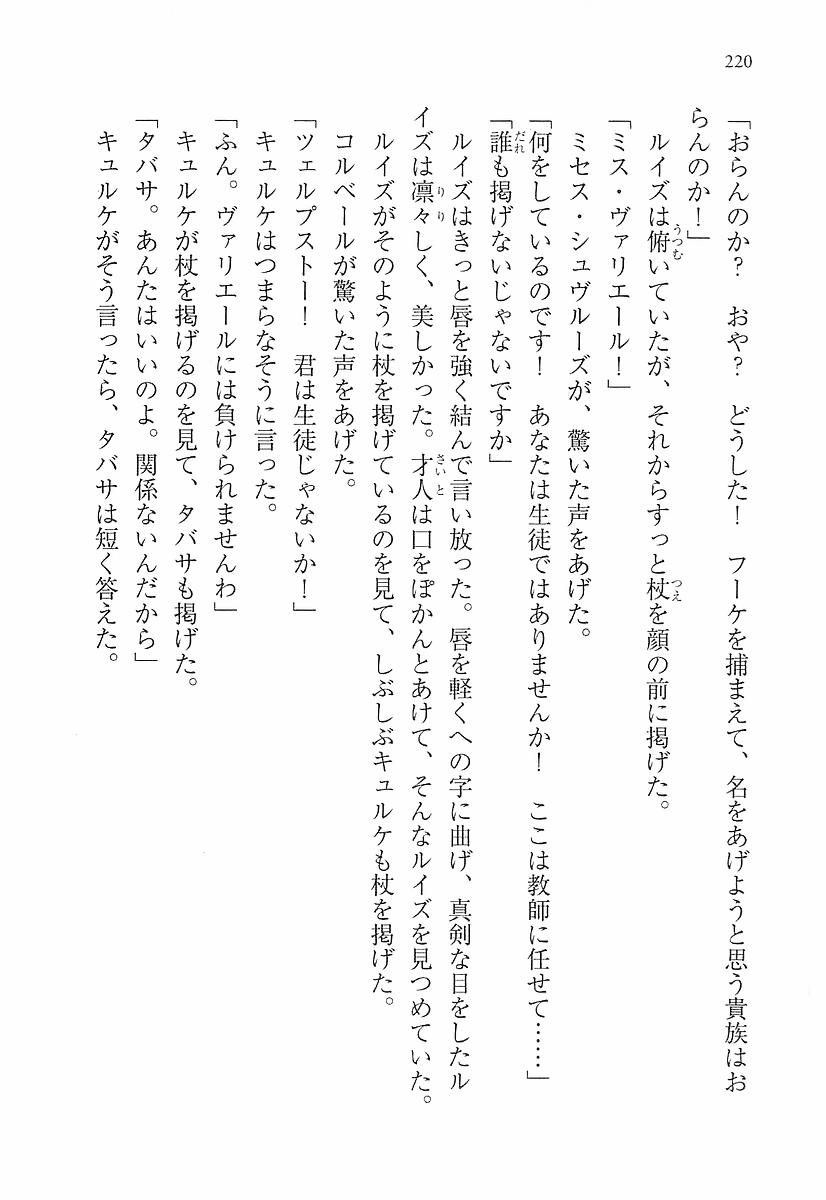 220
「おらんのか？　おや？　どうした！　フーケを捕まえて、名をあげようと思う貴族はお
らんのか！」
　ルイズは俯いていたが、それからすっと杖を顔の前に掲げた。
「ミス・ヴァリエール！」
　ミセス・シュヴルーズが、驚いた声をあげた。
「何をしているのです！　あなたは生徒ではありませんか！　ここは教師に任せて……」
「誰も掲げないじゃないですか」
　ルイズはきっと唇を強く結んで言い放った。唇を軽くへの字に曲げ、真剣な目をしたル
イズは凛々しく、美しかった。才人は口をぽかんとあけて、そんなルイズを見つめていた。
　ルイズがそのように杖を掲げているのを見て、しぶしぶキュルケも杖を掲げた。
　コルベールが驚いた声をあげた。
「ツェルプストー！　君は生徒じゃないか！」
　キュルケはつまらなそうに言った。
「ふん。ヴァリエールには負けられませんわ」
　キュルケが杖を掲げるのを見て、タバサも掲げた。
「タバサ。あんたはいいのよ。関係ないんだから」
　キュルケがそう言ったら、タバサは短く答えた。